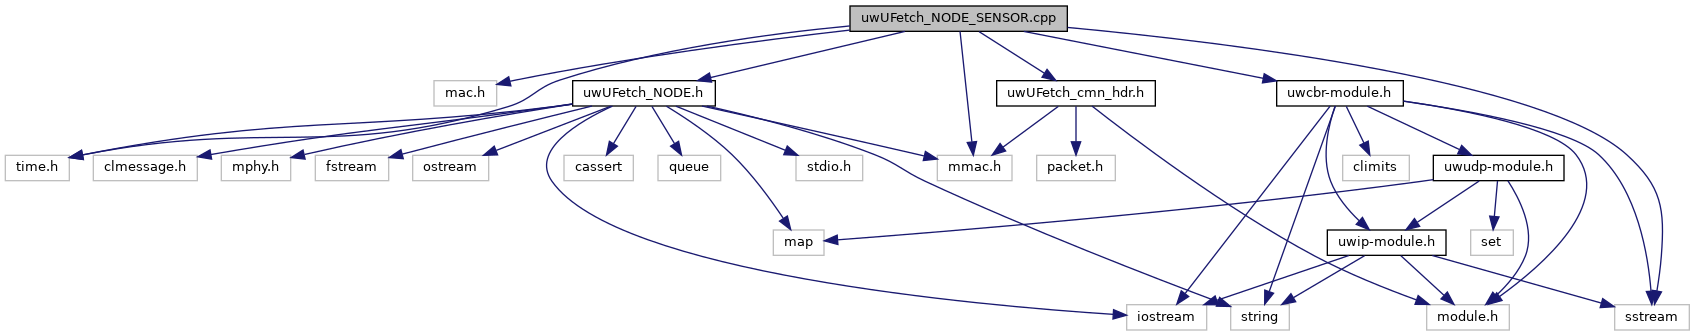 uwUFetch_NODE_SENSOR.cpp
mac.h
uwUFetch_NODE.h
uwUFetch_cmn_hdr.h
uwcbr-module.h
time.h
clmessage.h
mphy.h
fstream
ostream
cassert
queue
stdio.h
mmac.h
packet.h
climits
uwudp-module.h
map
uwip-module.h
set
iostream
string
module.h
sstream